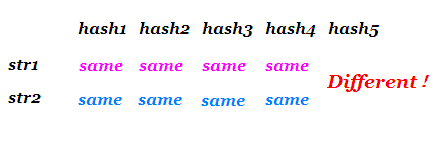 hash1 hash2 hash3 hash4 hash5
str1 same same same same
Different !
str2 same same same same